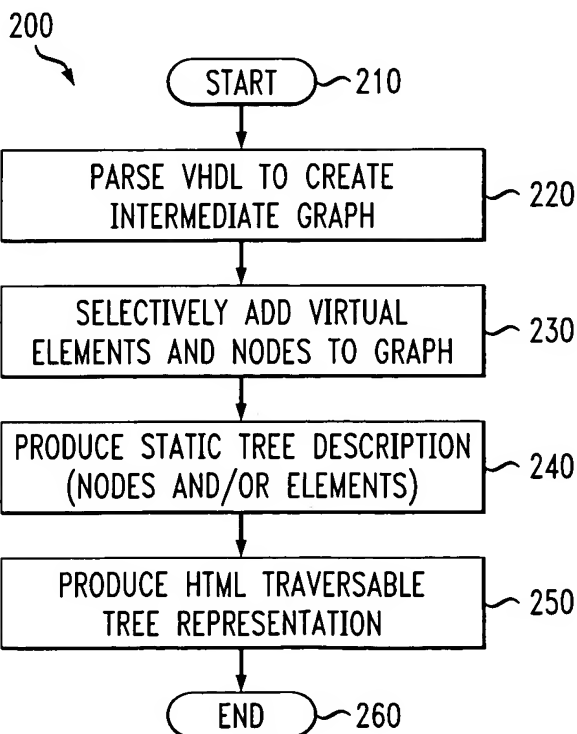 200
START 210
PARSE VHDL TO CREATE
INTERMEDIATE GRAPH
220
SELECTIVELY ADD VIRTUAL
ELEMENTS AND NODES TO GRAPH
230
PRODUCE STATIC TREE DESCRIPTION
(NODES AND/OR ELEMENTS)
240
PRODUCE HTML TRAVERSABLE
TREE REPRESENTATION
250
END 260